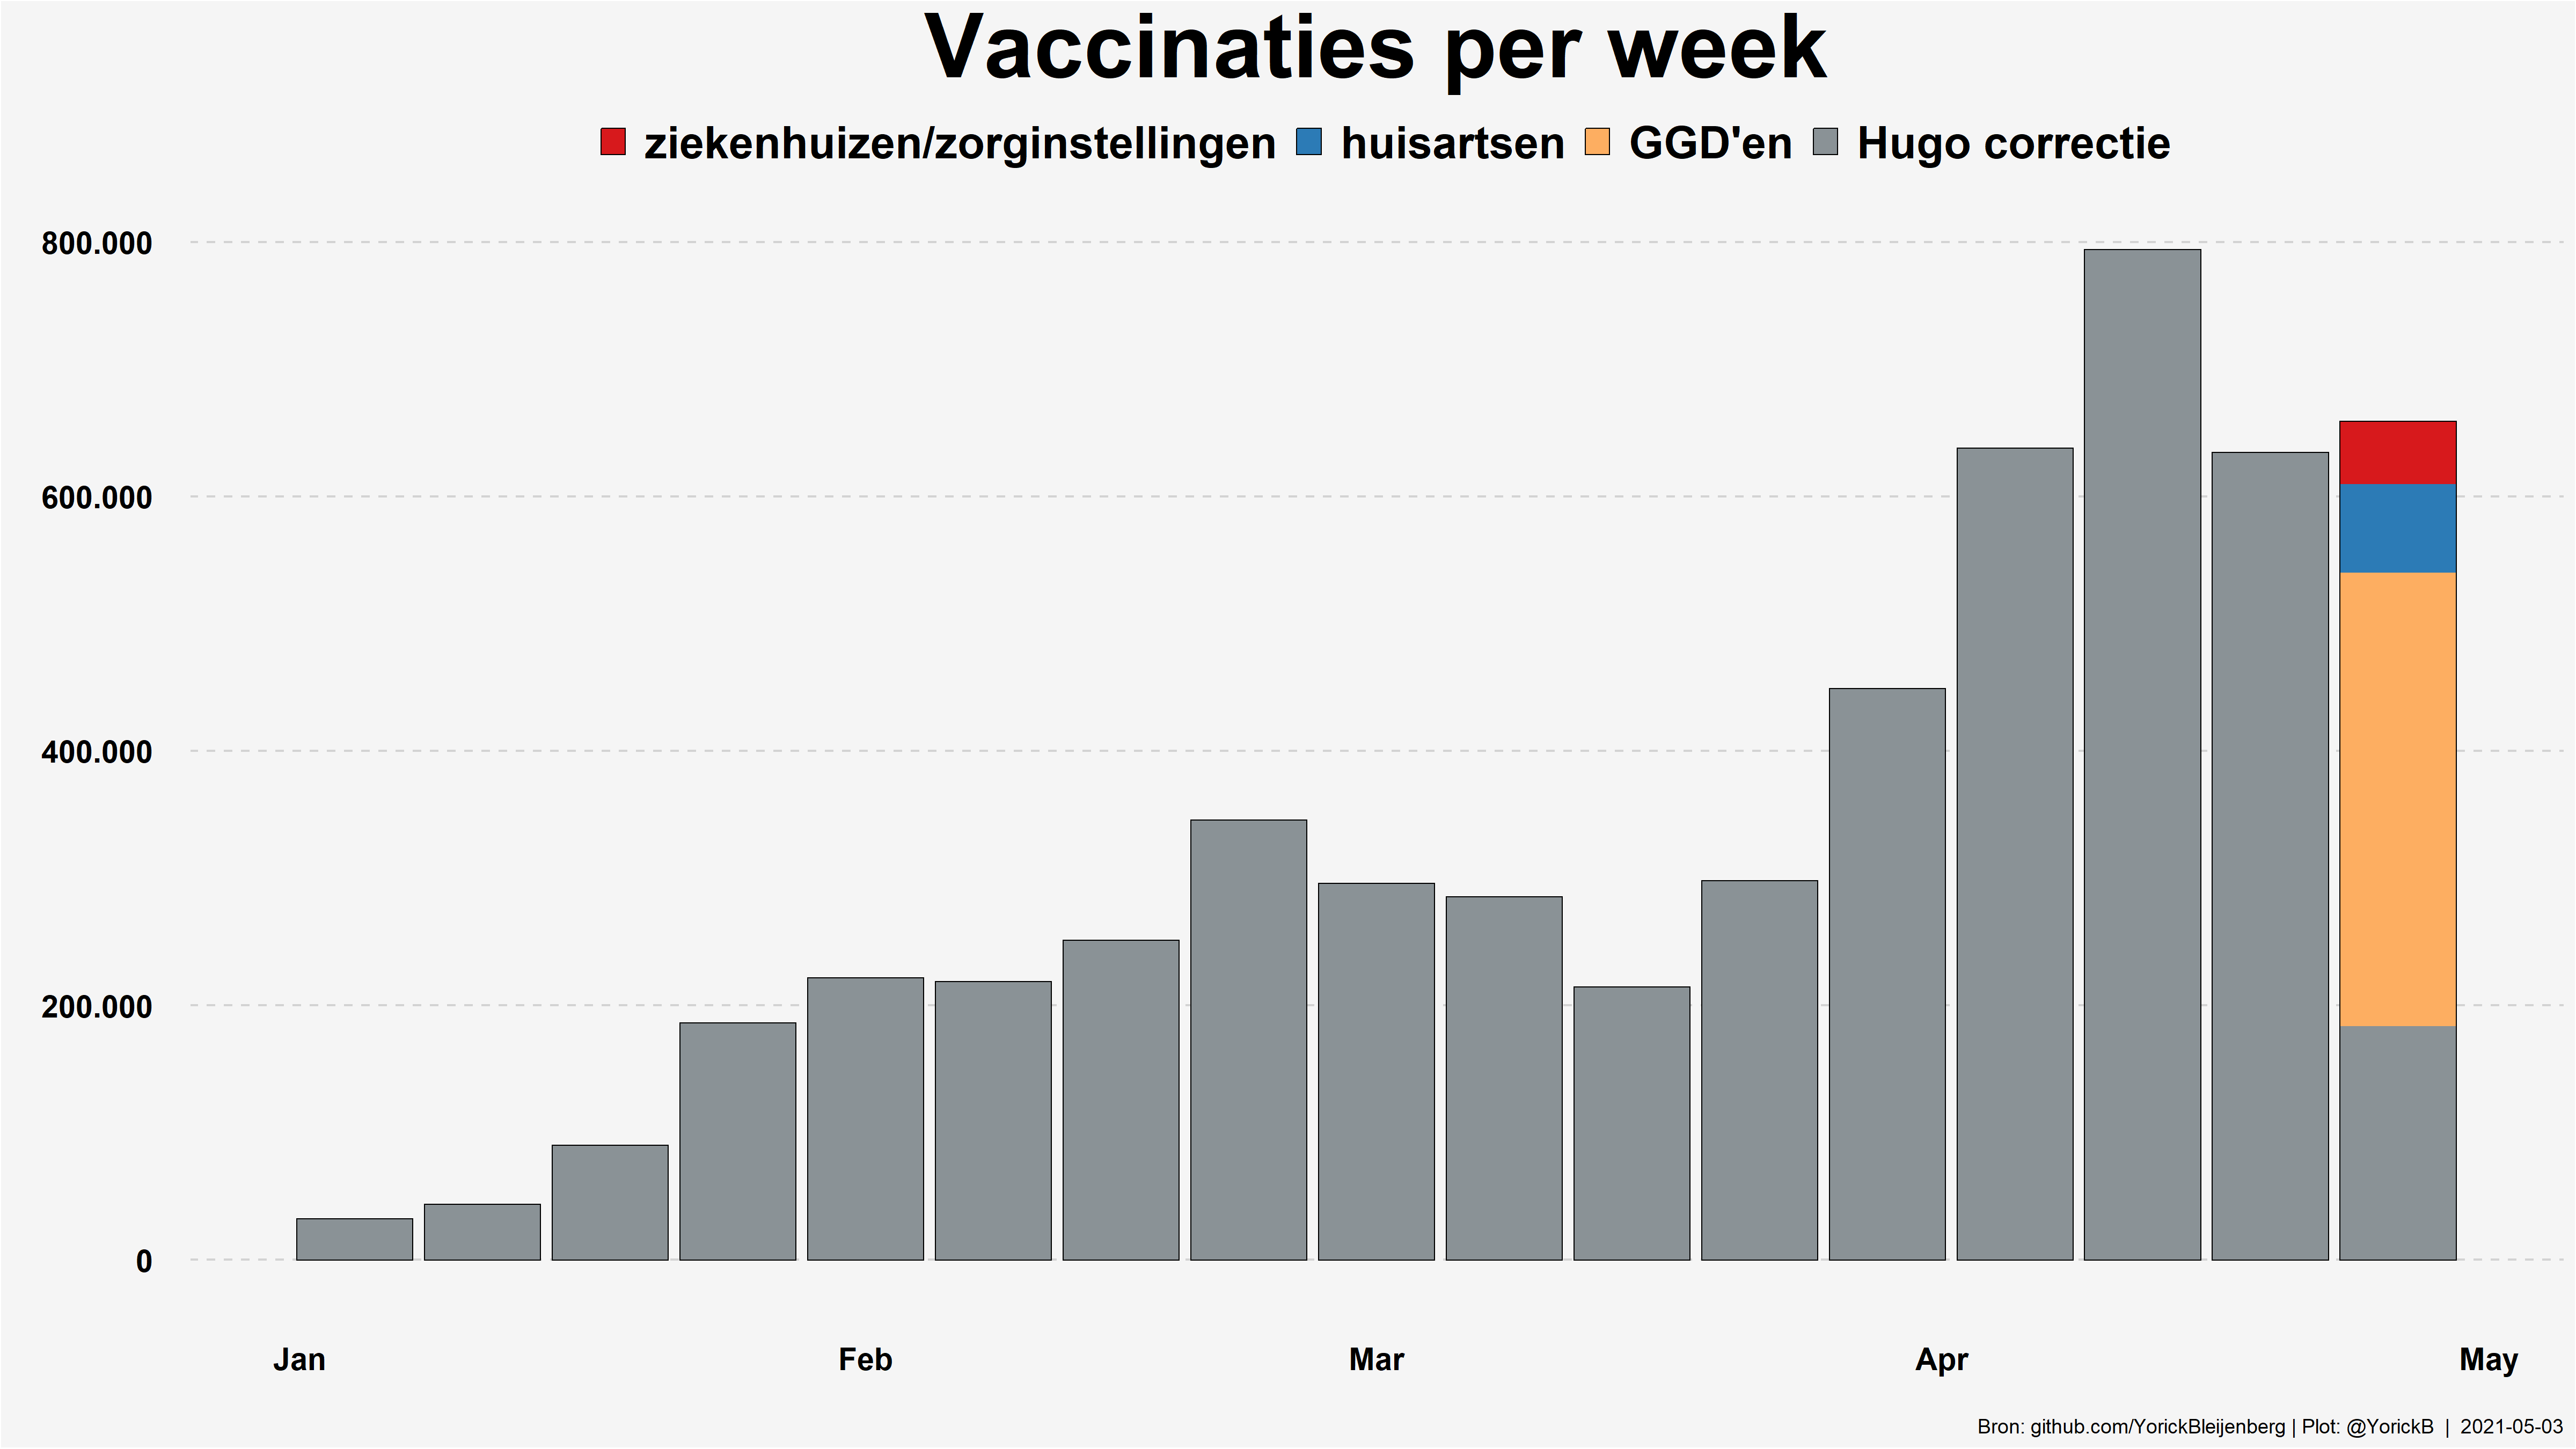 Vaccinaties per week
ziekenhuizen/zorginstellingen huisartsen GGD'en Hugo correctie
800.000
600.000
400.000
200.000
0
Jan Feb Mar Apr May
Bron: github.com/YorickBleijenberg | Plot: @YorickB | 2021-05-03